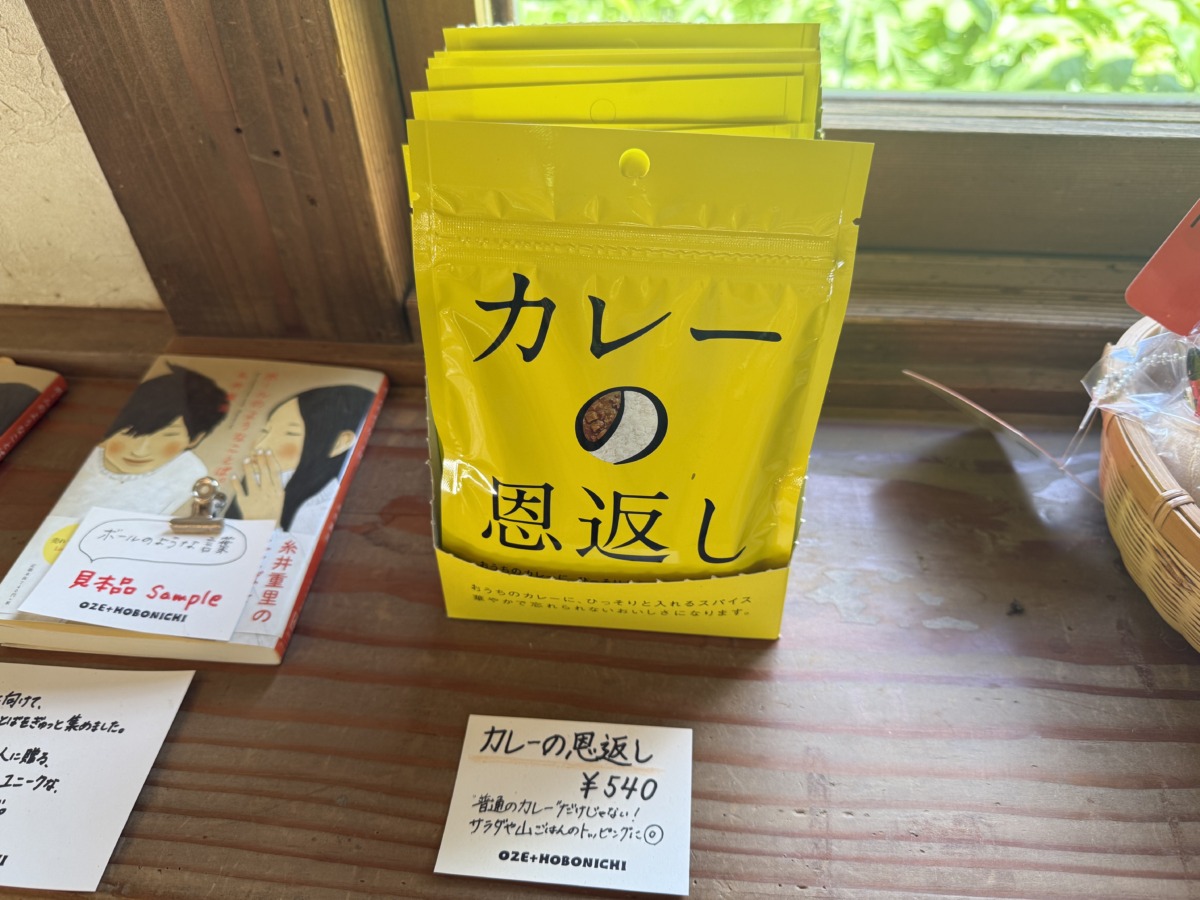 カレー
の
恩返し
おうちのカレーに、ひっそりと入れるスパイス
華やかで忘れられないおいしさになります。
ボールのような言葉
見本品 Sample
OZE+HOBONICHI
糸井重里の
に向けて、
とばをぎゅっと集めました。
人に贈る、
ユニークな、
カレーの恩返し
¥540
"普通のカレー"だけじゃない!
サラダや山ごはんのトッピングに◎
OZE+HOBONICHI